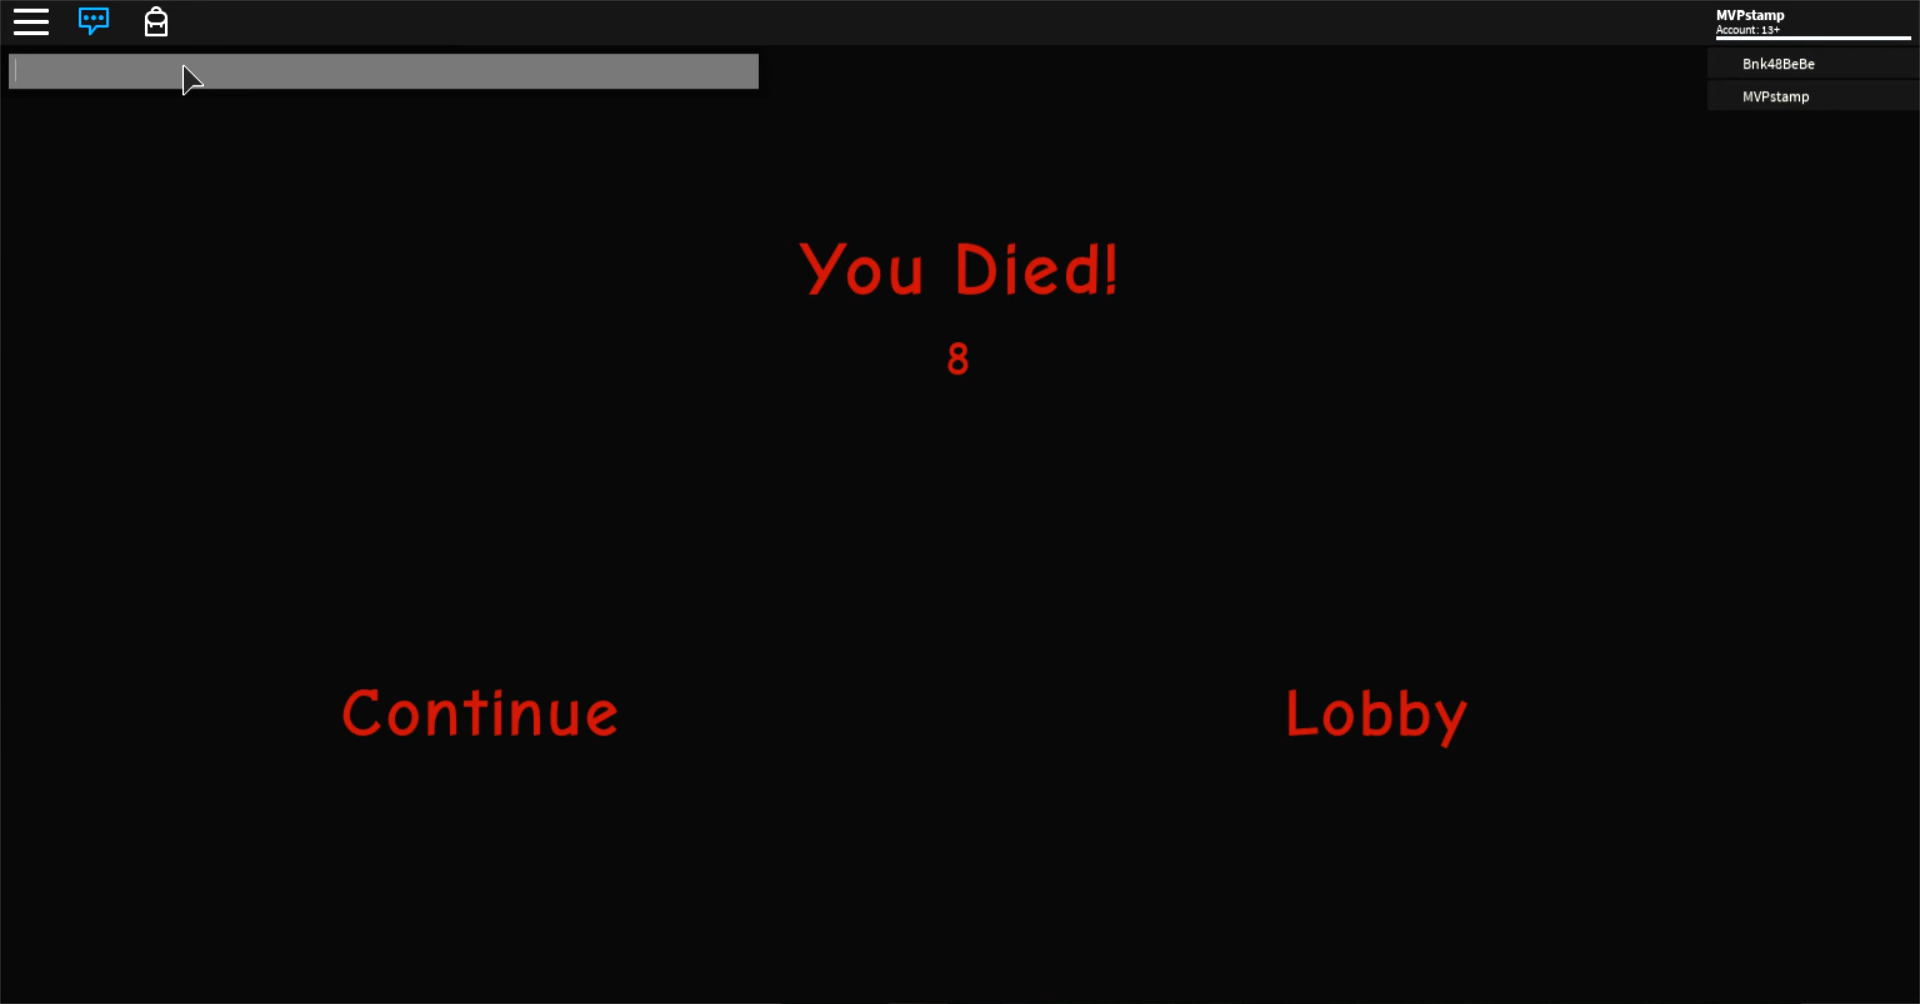 MVPstamp
Account: 13+
Bnk48BeBe
MVPstamp
You Died!
8
Continue
Lobby